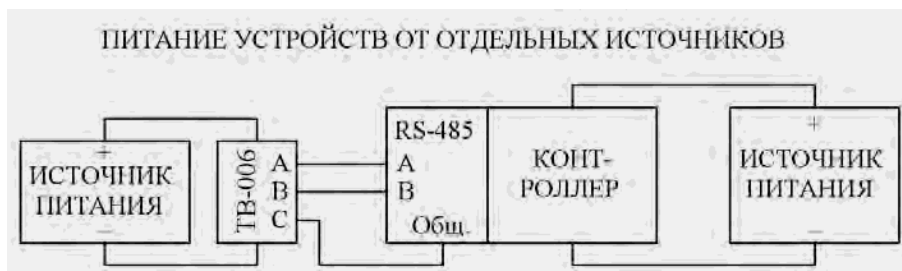 ПИТАНИЕ УСТРОЙСТВ ОТ ОТДЕЛЬНЫХ ИСТОЧНИКОВ
+
ИСТОЧНИК
ПИТАНИЯ
−
ТВ-006
A
B
C
RS-485
A
B
Общ.
КОНТ-
РОЛЛЕР
+
ИСТОЧНИК
ПИТАНИЯ
−